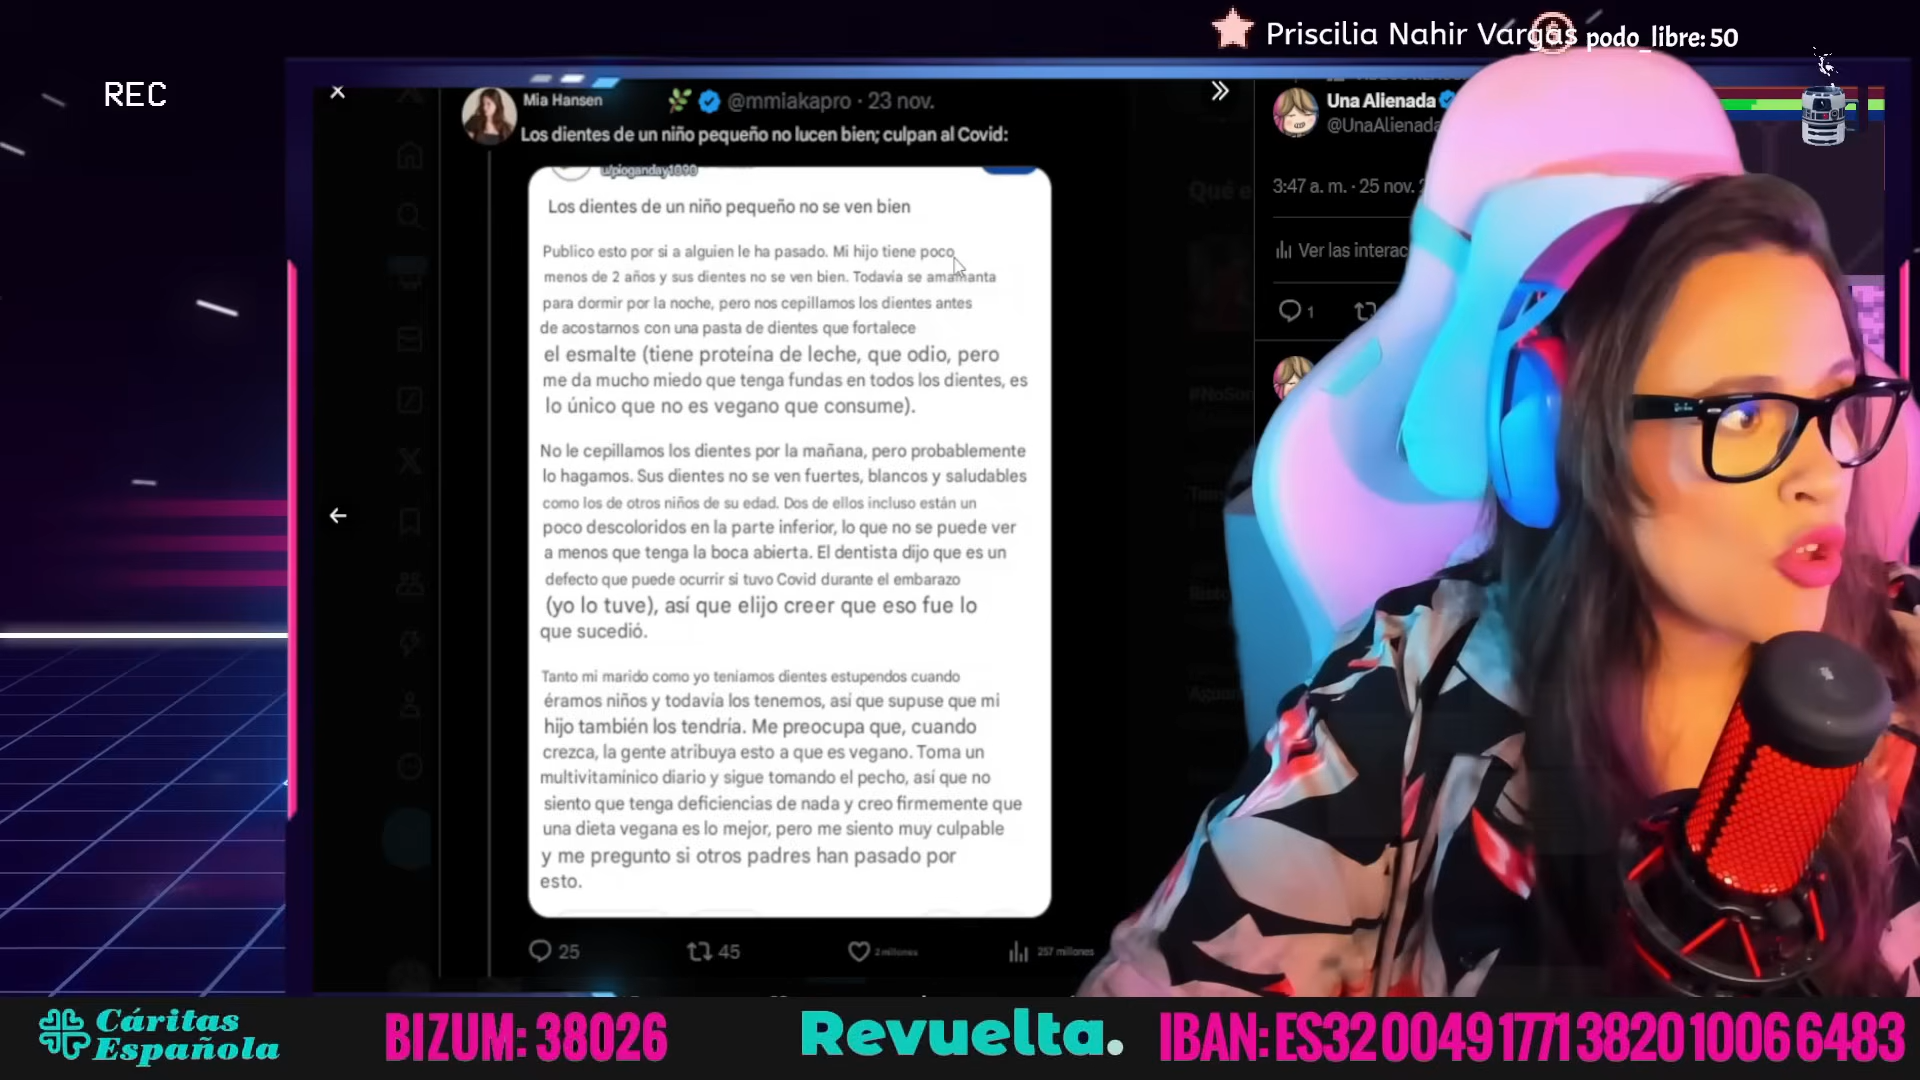 Priscilia Nahir Vargas
podo_libre: 50
REC
Mia Hansen
@mmiakapro · 23 nov.
Los dientes de un niño pequeño no lucen bien; culpan al Covid:
u/pioganday1090
Los dientes de un niño pequeño no se ven bien
Publico esto por si a alguien le ha pasado. Mi hijo tiene poco
menos de 2 años y sus dientes no se ven bien. Todavía se amamanta
para dormir por la noche, pero nos cepillamos los dientes antes
de acostarnos con una pasta de dientes que fortalece
el esmalte (tiene proteína de leche, que odio, pero
me da mucho miedo que tenga fundas en todos los dientes, es
lo único que no es vegano que consume).
No le cepillamos los dientes por la mañana, pero probablemente
lo hagamos. Sus dientes no se ven fuertes, blancos y saludables
como los de otros niños de su edad. Dos de ellos incluso están un
poco descoloridos en la parte inferior, lo que no se puede ver
a menos que tenga la boca abierta. El dentista dijo que es un
defecto que puede ocurrir si tuvo Covid durante el embarazo
(yo lo tuve), así que elijo creer que eso fue lo
que sucedió.
Tanto mi marido como yo teníamos dientes estupendos cuando
éramos niños y todavía los tenemos, así que supuse que mi
hijo también los tendría. Me preocupa que, cuando
crezca, la gente atribuya esto a que es vegano. Toma un
multivitamínico diario y sigue tomando el pecho, así que no
siento que tenga deficiencias de nada y creo firmemente que
una dieta vegana es lo mejor, pero me siento muy culpable
y me pregunto si otros padres han pasado por
esto.
25
45
2 millones
257 millones
Una Alienada
@UnaAlienada
3:47 a. m. · 25 nov.
Ver las interac
1
Qué e
#NoSo
Cáritas
Española
BIZUM: 38026
Revuelta.
IBAN: ES32 0049 1771 3820 1006 6483